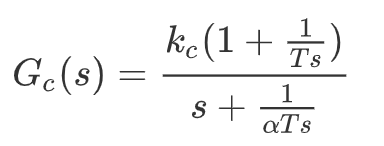 G_c(s) = \frac{k_c(1 + \frac{1}{Ts})}{s + \frac{1}{\alpha Ts}}